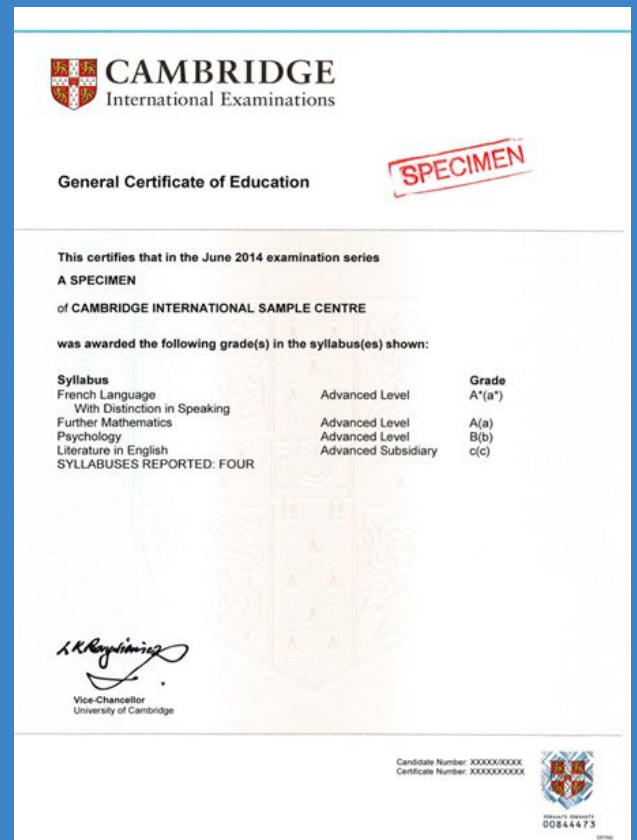 CAMBRIDGE
International Examinations
SPECIMEN
General Certificate of Education
This certifies that in the June 2014 examination series
A SPECIMEN
of CAMBRIDGE INTERNATIONAL SAMPLE CENTRE
was awarded the following grade(s) in the syllabus(es) shown:
Syllabus Grade
French Language Advanced Level A*(a*)
With Distinction in Speaking
Further Mathematics Advanced Level A(a)
Psychology Advanced Level B(b)
Literature in English Advanced Subsidiary c(c)
SYLLABUSES REPORTED: FOUR
Vice-Chancellor
University of Cambridge
Candidate Number: XXXXX/XXXX
Certificate Number: XXXXXXXXXX
00844473 00844473
00844473